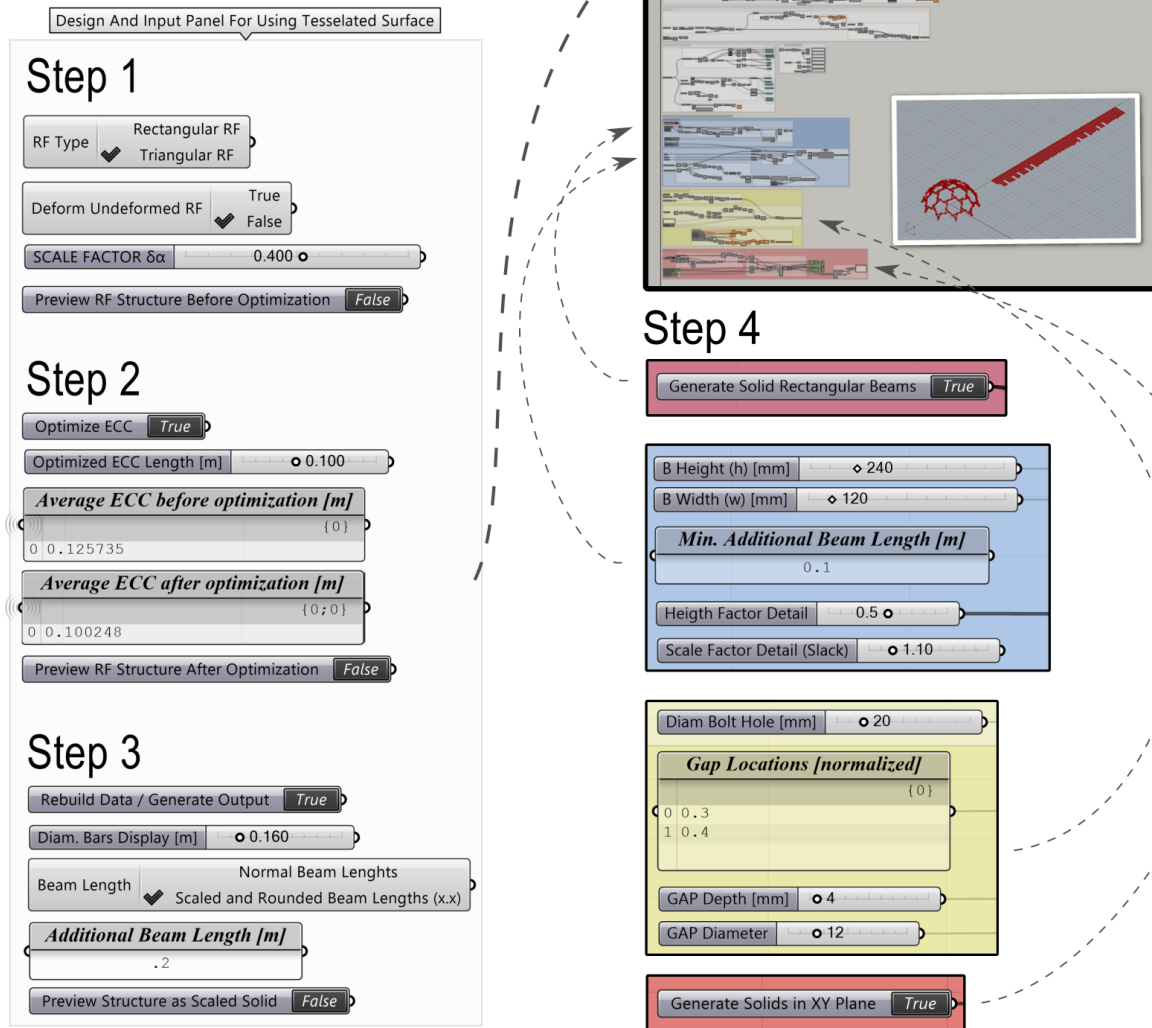 Design And Input Panel For Using Tesselated Surface
Step 1
RF Type
Rectangular RF
Triangular RF
Deform Undeformed RF
True
False
SCALE FACTOR δα 0.400
Preview RF Structure Before Optimization False
Step 2
Optimize ECC True
Optimized ECC Length [m] 0.100
Average ECC before optimization [m]
{0}
0 0.125735
Average ECC after optimization [m]
{0;0}
0 0.100248
Preview RF Structure After Optimization False
Step 3
Rebuild Data / Generate Output True
Diam. Bars Display [m] 0.160
Beam Length
Normal Beam Lenghts
Scaled and Rounded Beam Lengths (x.x)
Additional Beam Length [m]
.2
Preview Structure as Scaled Solid False
Step 4
Generate Solid Rectangular Beams True
B Height (h) [mm] 240
B Width (w) [mm] 120
Min. Additional Beam Length [m]
0.1
Heigth Factor Detail 0.5
Scale Factor Detail (Slack) 1.10
Diam Bolt Hole [mm] 20
Gap Locations [normalized]
{0}
0 0.3
1 0.4
GAP Depth [mm] 4
GAP Diameter 12
Generate Solids in XY Plane True